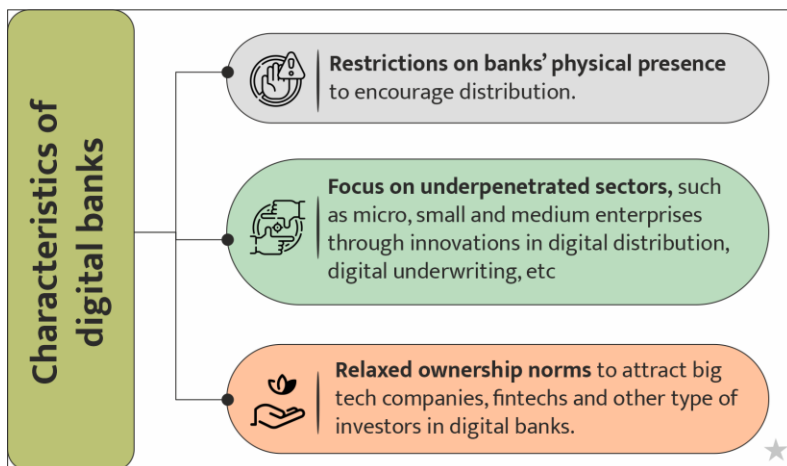 Characteristics of
digital banks
Restrictions on banks’ physical presence
to encourage distribution.
Focus on underpenetrated sectors, such
as micro, small and medium enterprises
through innovations in digital distribution,
digital underwriting, etc
Relaxed ownership norms to attract big
tech companies, fintechs and other type of
investors in digital banks.